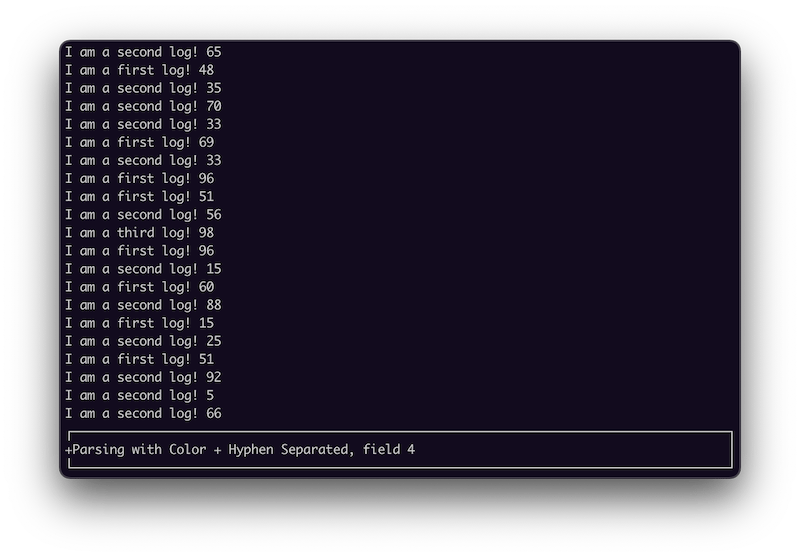 I am a second log! 65
I am a first log! 48
I am a second log! 35
I am a second log! 70
I am a second log! 33
I am a first log! 69
I am a second log! 33
I am a first log! 96
I am a first log! 51
I am a second log! 56
I am a third log! 98
I am a first log! 96
I am a second log! 15
I am a first log! 60
I am a second log! 88
I am a first log! 15
I am a second log! 25
I am a first log! 51
I am a second log! 92
I am a second log! 5
I am a second log! 66
+Parsing with Color + Hyphen Separated, field 4